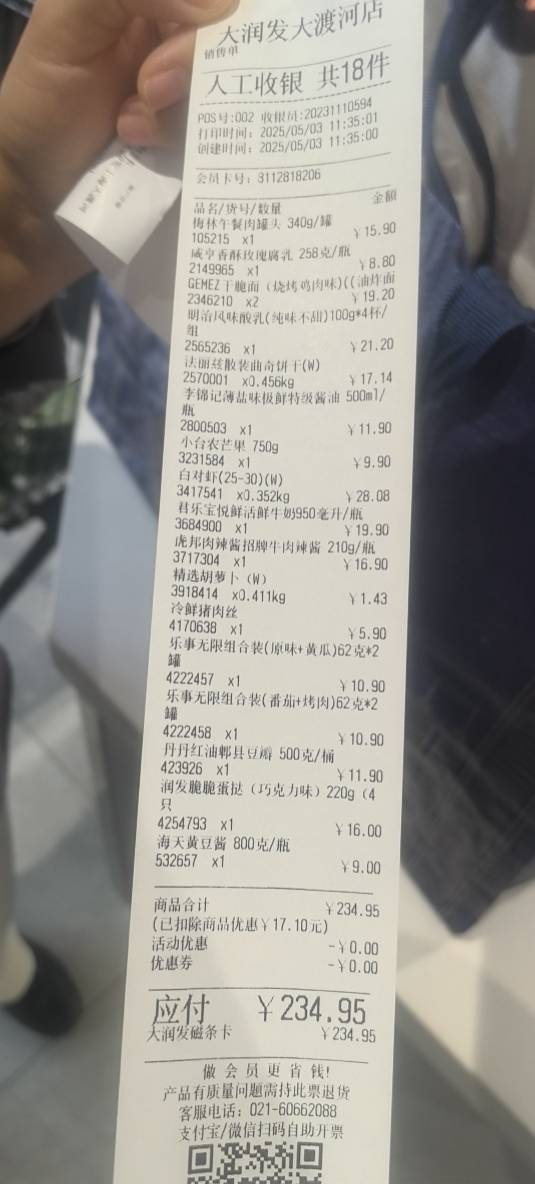 大润发大渡河店
销售单
人工收银 共18件
POS号:002 收银员:20231110594
打印时间: 2025/05/03 11:35:01
创建时间: 2025/05/03 11:35:00
会员卡号: 3112818206
品名/货号/数量 金额
梅林午餐肉罐头 340g/罐
105215 x1 ￥15.90
咸亨香酥玫瑰腐乳 258克/瓶
2149965 x1 ￥8.80
GEMEZ干脆面（烧烤鸡肉味)((油炸面
2346210 x2 ￥19.20
明治风味酸乳(纯味不甜)100g*4杯/
组
2565236 x1 ￥21.20
法丽兹散装曲奇饼干(W)
2570001 x0.456kg ￥17.14
李锦记薄盐味极鲜特级酱油 500ml/
瓶
2800503 x1 ￥11.90
小台农芒果 750g
3231584 x1 ￥9.90
白对虾(25-30)(W)
3417541 x0.352kg ￥28.08
君乐宝悦鲜活鲜牛奶950毫升/瓶
3684900 x1 ￥19.90
虎邦肉辣酱招牌牛肉辣酱 210g/瓶
3717304 x1 ￥16.90
精选胡萝卜（W）
3918414 x0.411kg ￥1.43
冷鲜猪肉丝
4170638 x1 ￥5.90
乐事无限组合装(原味+黄瓜)62克*2
罐
4222457 x1 ￥10.90
乐事无限组合装(番茄+烤肉)62克*2
罐
4222458 x1 ￥10.90
丹丹红油郫县豆瓣 500克/桶
423926 x1 ￥11.90
润发脆脆蛋挞（巧克力味）220g（4
只
4254793 x1 ￥16.00
海天黄豆酱 800克/瓶
532657 x1 ￥9.00
商品合计 ￥234.95
(已扣除商品优惠￥17.10元)
活动优惠 -￥0.00
优惠券 -￥0.00
应付 ￥234.95
大润发磁条卡 ￥234.95
做会员更省钱!
产品有质量问题需持此票退货
客服电话: 021-60662088
支付宝/微信扫码自助开票